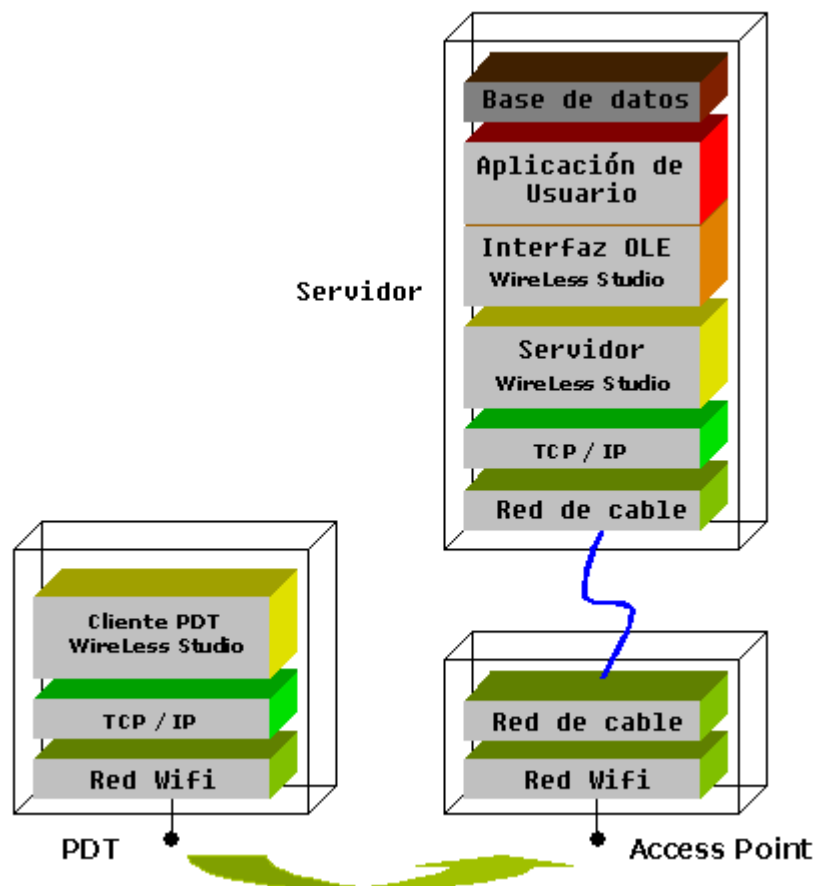 Base de datos
Aplicación de
Usuario
Interfaz OLE
WireLess Studio
Servidor
Servidor
WireLess Studio
TCP / IP
Red de cable
Cliente PDT
WireLess Studio
TCP / IP
Red Wifi
PDT
Red de cable
Red Wifi
Access Point